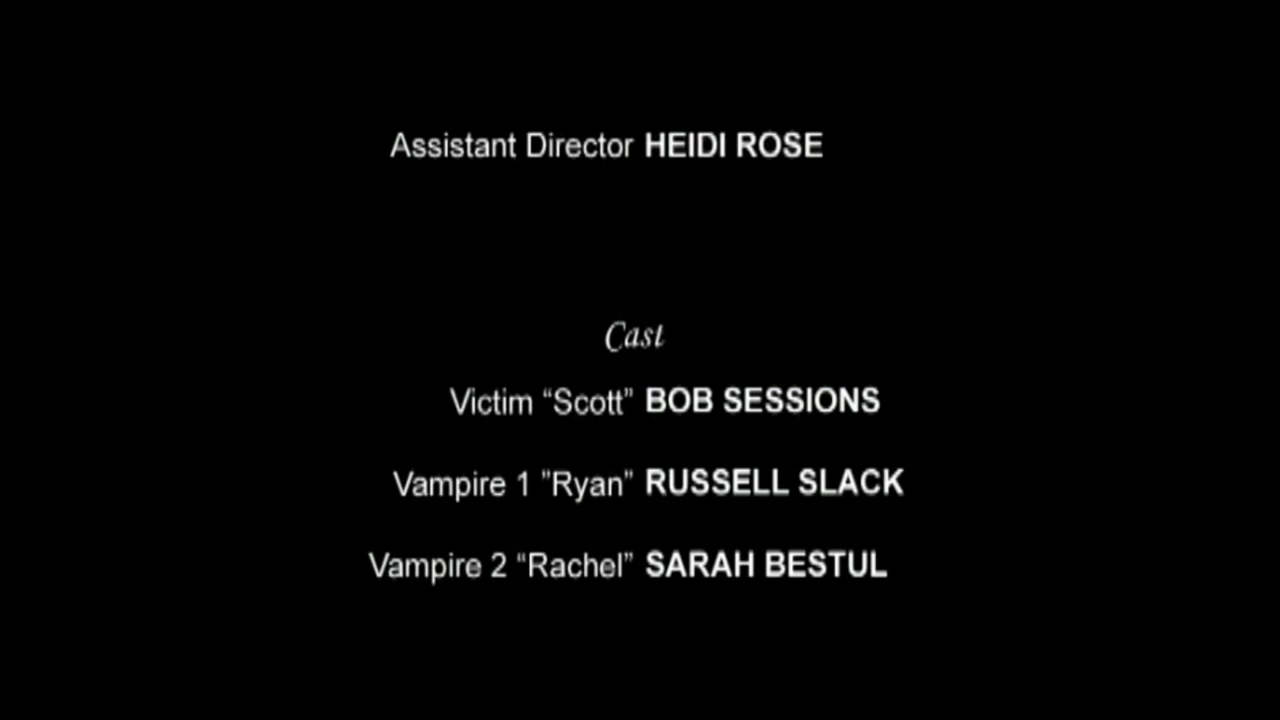 Assistant Director HEIDI ROSE
Cast
Victim “Scott” BOB SESSIONS
Vampire 1 ”Ryan” RUSSELL SLACK
Vampire 2 “Rachel” SARAH BESTUL